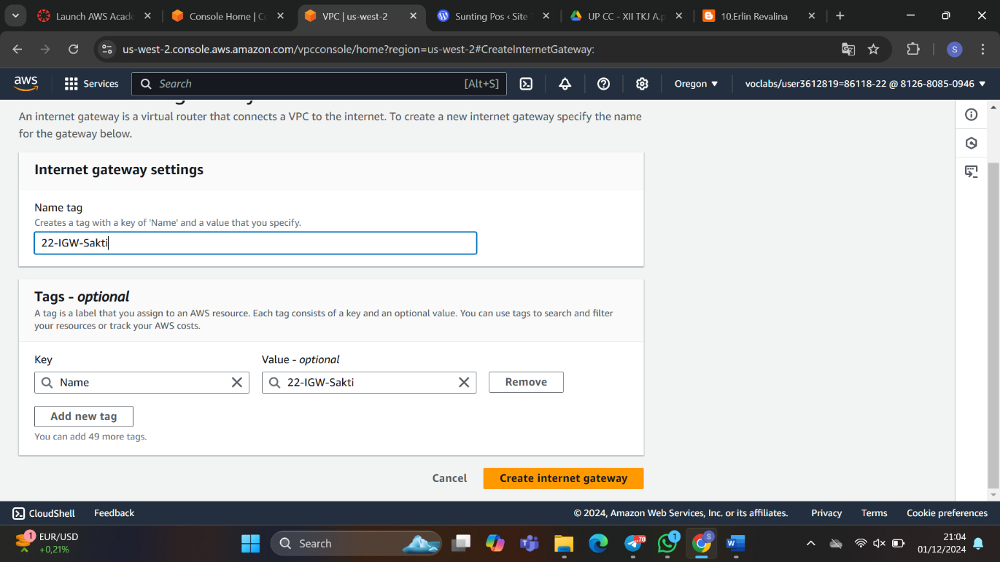 Launch AWS Acade
Console Home | Co
VPC | us-west-2
Sunting Pos ‹ Site T
UP CC - XII TKJ A.p
10.Erlin Revalina
us-west-2.console.aws.amazon.com/vpcconsole/home?region=us-west-2#CreateInternetGateway:
S
aws
Services
Search
[Alt+S]
Oregon
voclabs/user3612819=86118-22 @ 8126-8085-0946
An internet gateway is a virtual router that connects a VPC to the internet. To create a new internet gateway specify the name
for the gateway below.
Internet gateway settings
Name tag
Creates a tag with a key of 'Name' and a value that you specify.
22-IGW-Sakti
Tags - optional
A tag is a label that you assign to an AWS resource. Each tag consists of a key and an optional value. You can use tags to search and filter
your resources or track your AWS costs.
Key
Value - optional
Name
22-IGW-Sakti
Remove
Add new tag
You can add 49 more tags.
Cancel
Create internet gateway
CloudShell
Feedback
© 2024, Amazon Web Services, Inc. or its affiliates.
Privacy
Terms
Cookie preferences
1
EUR/USD
+0,21%
Search
70
1
S
21:04
01/12/2024